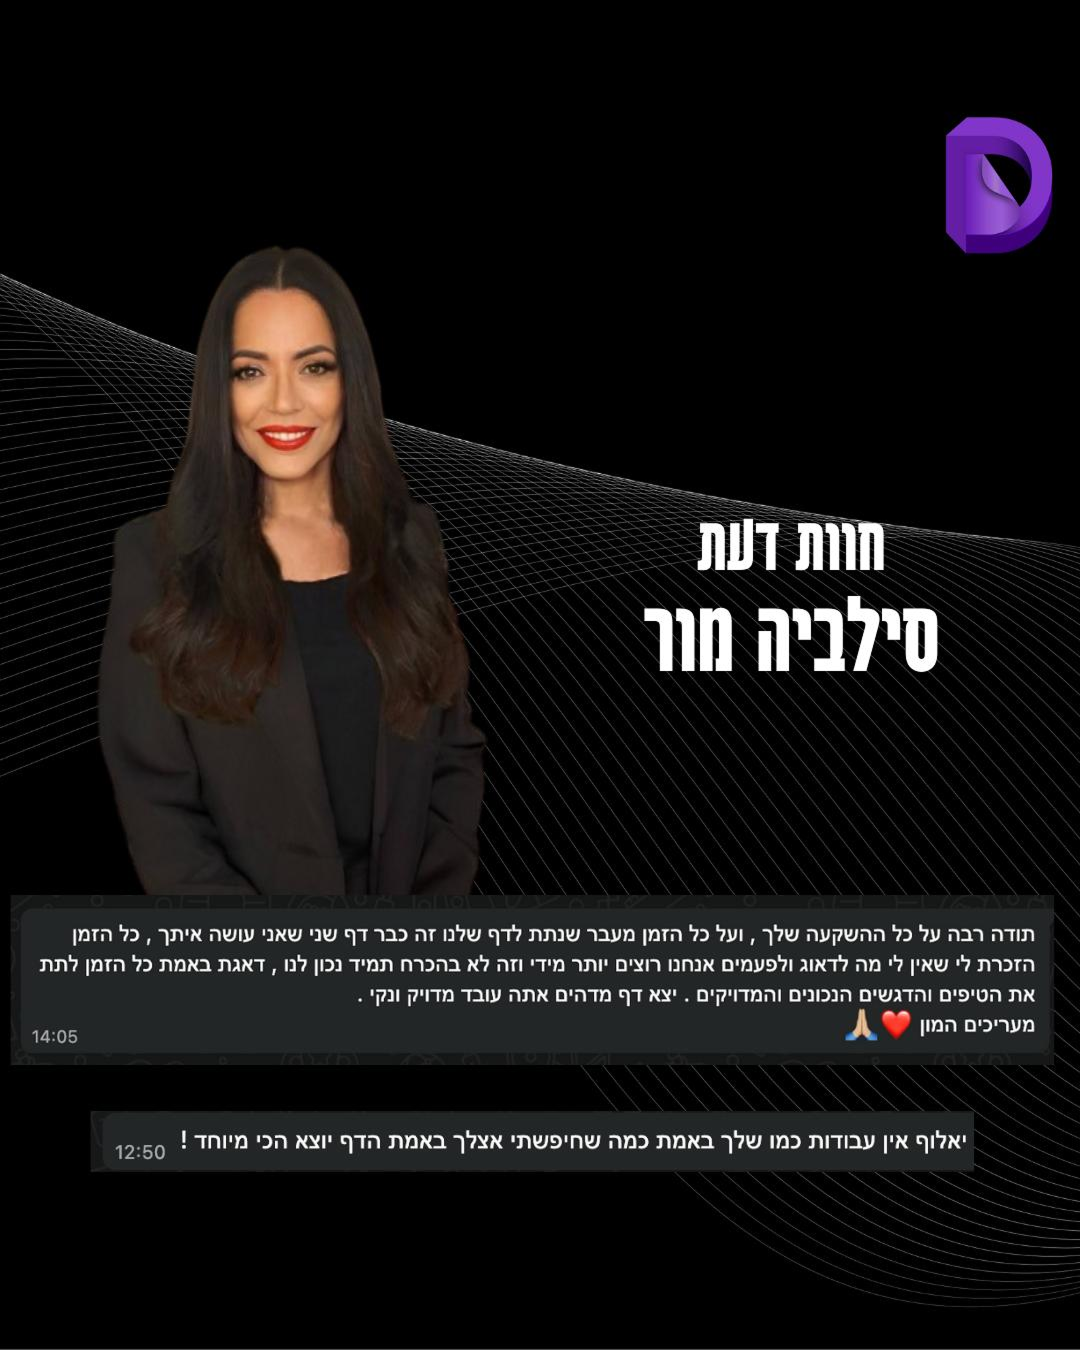 חוות דעת
סילביה מור
תודה רבה על כל ההשקעה שלך , ועל כל הזמן מעבר שנתת לדף שלנו זה כבר דף שני שאני עושה איתך , כל הזמן
הזכרת לי שאין לי מה לדאוג ולפעמים אנחנו רוצים יותר מידי וזה לא בהכרח תמיד נכון לנו , דאגת באמת כל הזמן לתת
את הטיפים והדגשים הנכונים והמדויקים . יצא דף מדהים אתה עובד מדויק ונקי .
מעריכים המון ❤️🙏🏼
14:05
יאלוף אין עבודות כמו שלך באמת כמה שחיפשתי אצלך באמת הדף יוצא הכי מיוחד !
12:50